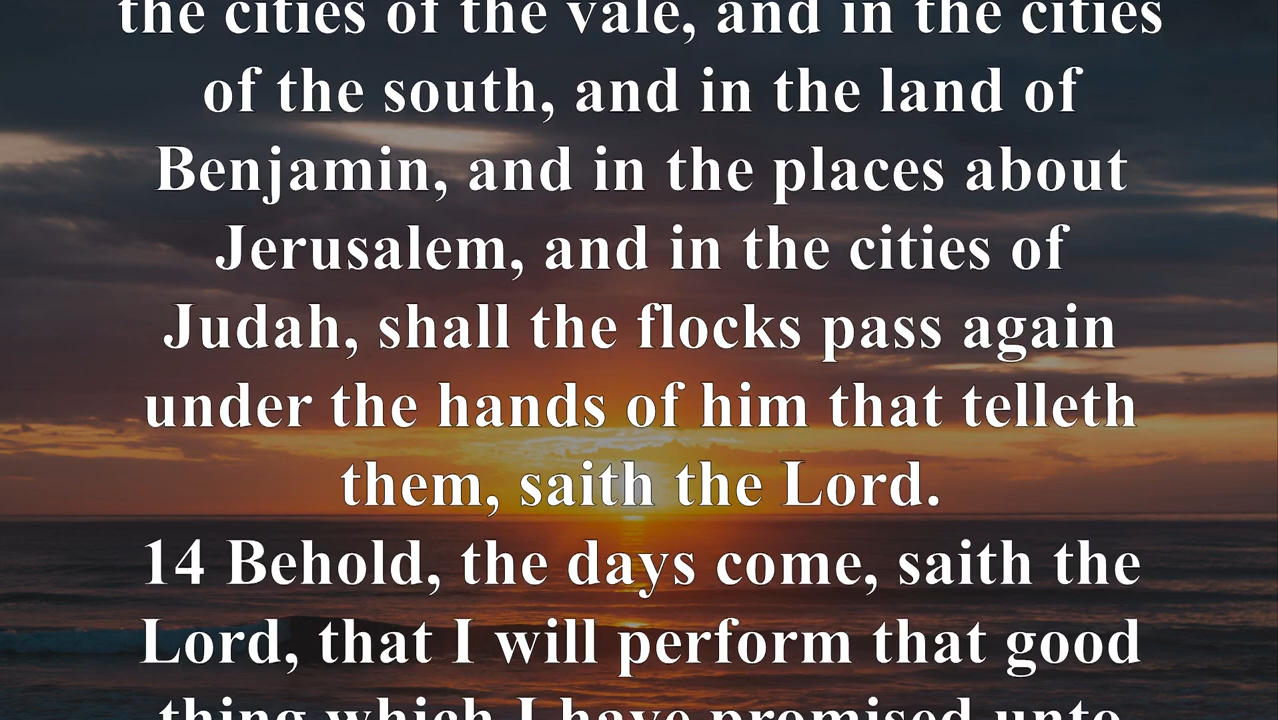 the cities of the vale, and in the cities
of the south, and in the land of
Benjamin, and in the places about
Jerusalem, and in the cities of
Judah, shall the flocks pass again
under the hands of him that telleth
them, saith the Lord.
14 Behold, the days come, saith the
Lord, that I will perform that good
thing which I have promised unto